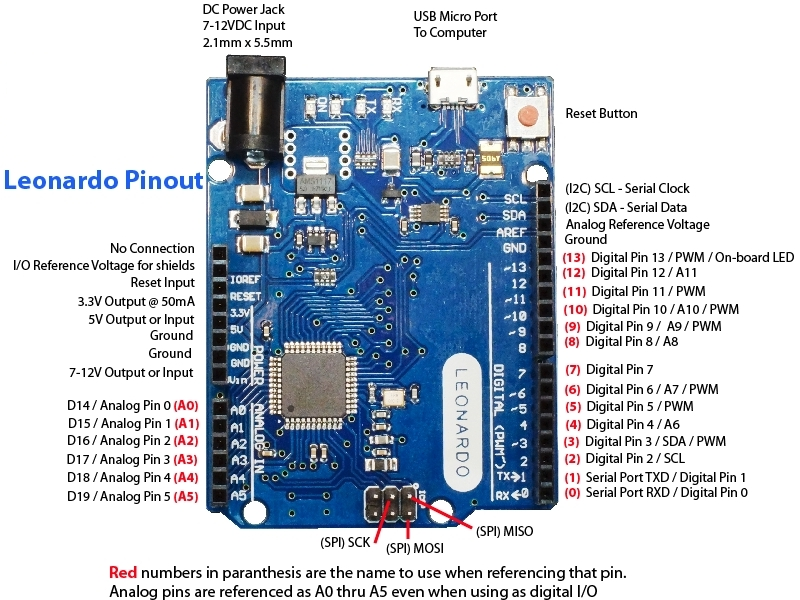 DC Power Jack
7-12VDC Input
2.1mm x 5.5mm
USB Micro Port
To Computer
Reset Button
Leonardo Pinout
ON
TX
RX
AMS1117
(I2C) SCL - Serial Clock
(I2C) SDA - Serial Data
Analog Reference Voltage
Ground
(13) Digital Pin 13 / PWM / On-board LED
(12) Digital Pin 12 / A11
(11) Digital Pin 11 / PWM
(10) Digital Pin 10 / A10 / PWM
(9) Digital Pin 9 / A9 / PWM
(8) Digital Pin 8 / A8
(7) Digital Pin 7
(6) Digital Pin 6 / A7 / PWM
(5) Digital Pin 5 / PWM
(4) Digital Pin 4 / A6
(3) Digital Pin 3 / SDA / PWM
(2) Digital Pin 2 / SCL
(1) Serial Port TXD / Digital Pin 1
(0) Serial Port RXD / Digital Pin 0
No Connection
I/O Reference Voltage for shields
Reset Input
3.3V Output @ 50mA
5V Output or Input
Ground
Ground
7-12V Output or Input
D14 / Analog Pin 0 (A0)
D15 / Analog Pin 1 (A1)
D16 / Analog Pin 2 (A2)
D17 / Analog Pin 3 (A3)
D18 / Analog Pin 4 (A4)
D19 / Analog Pin 5 (A5)
IOREF
RESET
3.3V
5V
GND
GND
Vin
POWER
A0
A1
A2
A3
A4
A5
ANALOG IN
SCL
SDA
AREF
GND
~13
12
~11
~10
~9
8
7
~6
~5
4
~3
2
TX→1
RX←0
DIGITAL (PWM~)
LEONARDO
(SPI) SCK
(SPI) MOSI
(SPI) MISO
Red numbers in paranthesis are the name to use when referencing that pin.
Analog pins are referenced as A0 thru A5 even when using as digital I/O